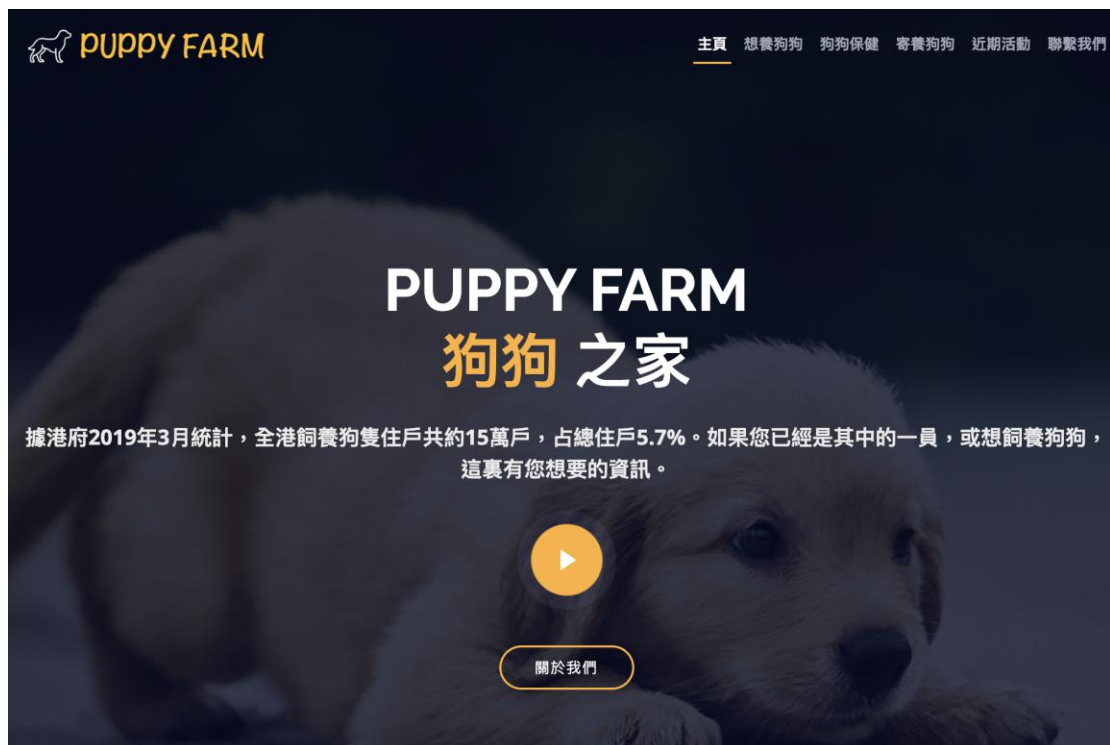 PUPPY FARM
主頁 想養狗狗 狗狗保健 寄養狗狗 近期活動 聯繫我們
PUPPY FARM
狗狗 之家
據港府2019年3月統計，全港飼養狗隻住戶共約15萬戶，占總住戶5.7%。如果您已經是其中的一員，或想飼養狗狗，
這裏有您想要的資訊。
關於我們